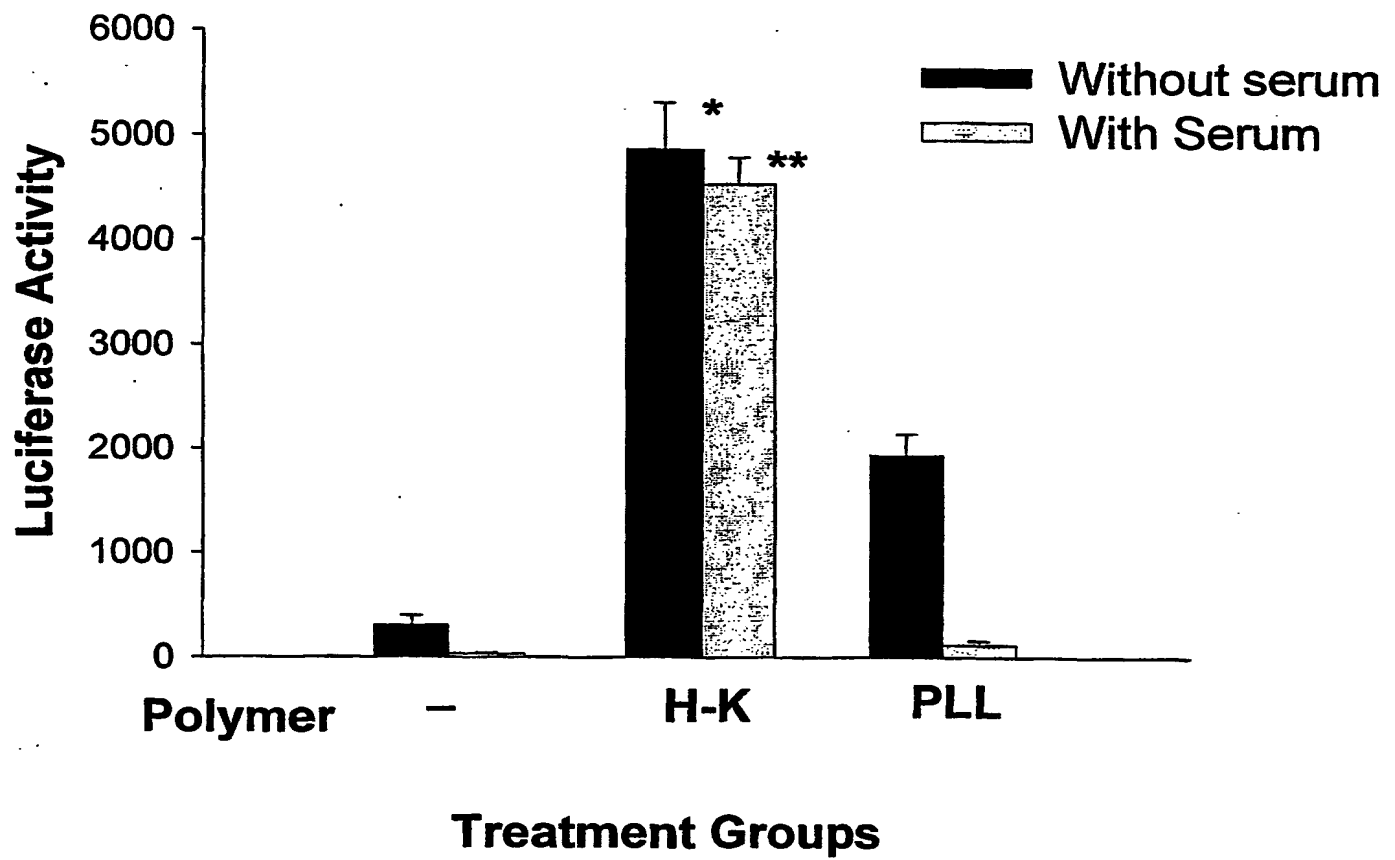 6000
5000
4000
3000
2000
1000
0
Luciferase Activity
Without serum
With Serum
*
**
Polymer – H-K PLL
Treatment Groups